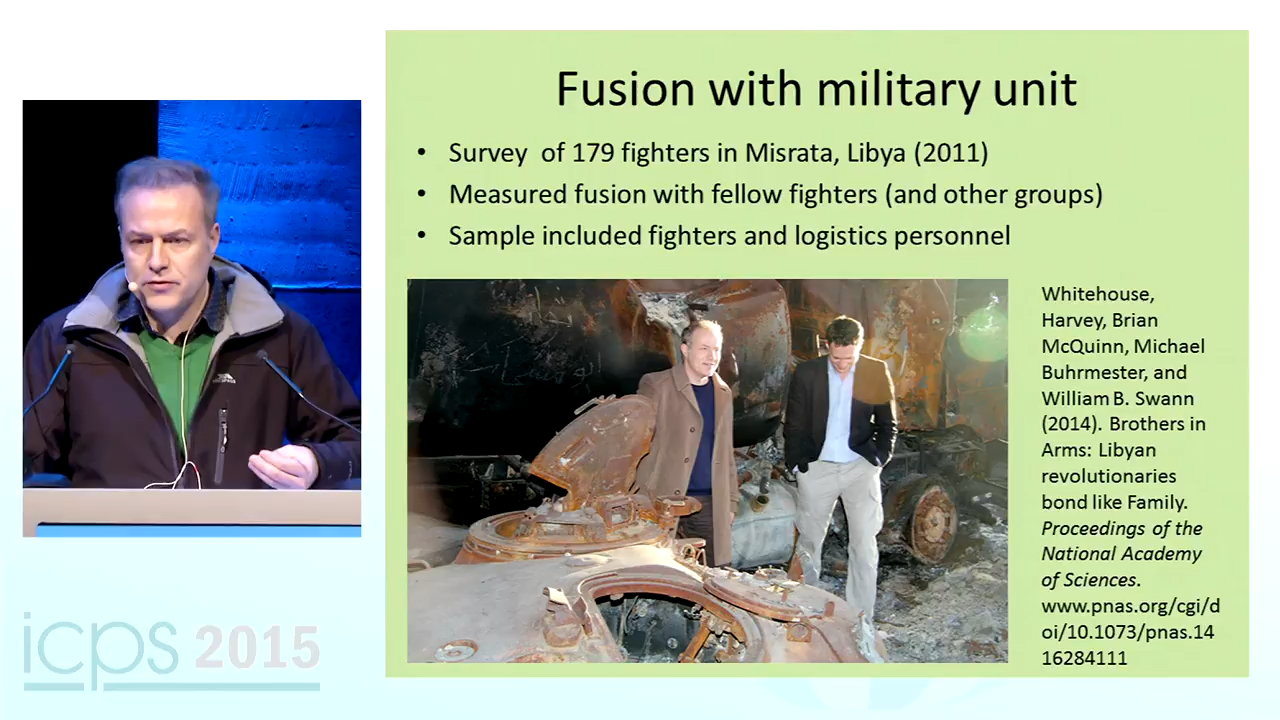 Fusion with military unit
• Survey of 179 fighters in Misrata, Libya (2011)
• Measured fusion with fellow fighters (and other groups)
• Sample included fighters and logistics personnel
Whitehouse,
Harvey, Brian
McQuinn, Michael
Buhrmester, and
William B. Swann
(2014). Brothers in
Arms: Libyan
revolutionaries
bond like Family.
Proceedings of the
National Academy
of Sciences.
www.pnas.org/cgi/d
oi/10.1073/pnas.14
16284111
icps 2015